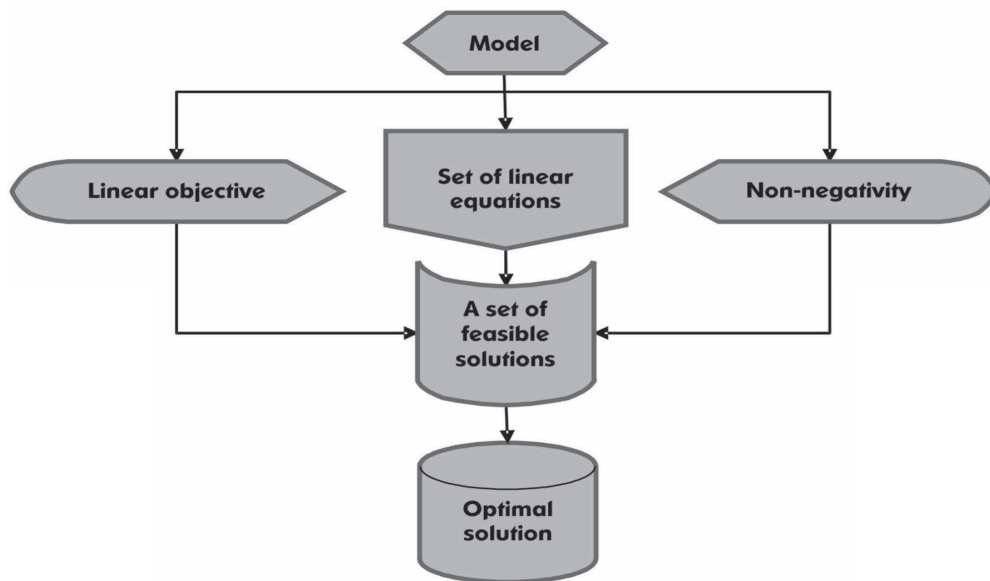 Model
Linear objective
Set of linear
equations
Non-negativity
A set of
feasible
solutions
Optimal
solution